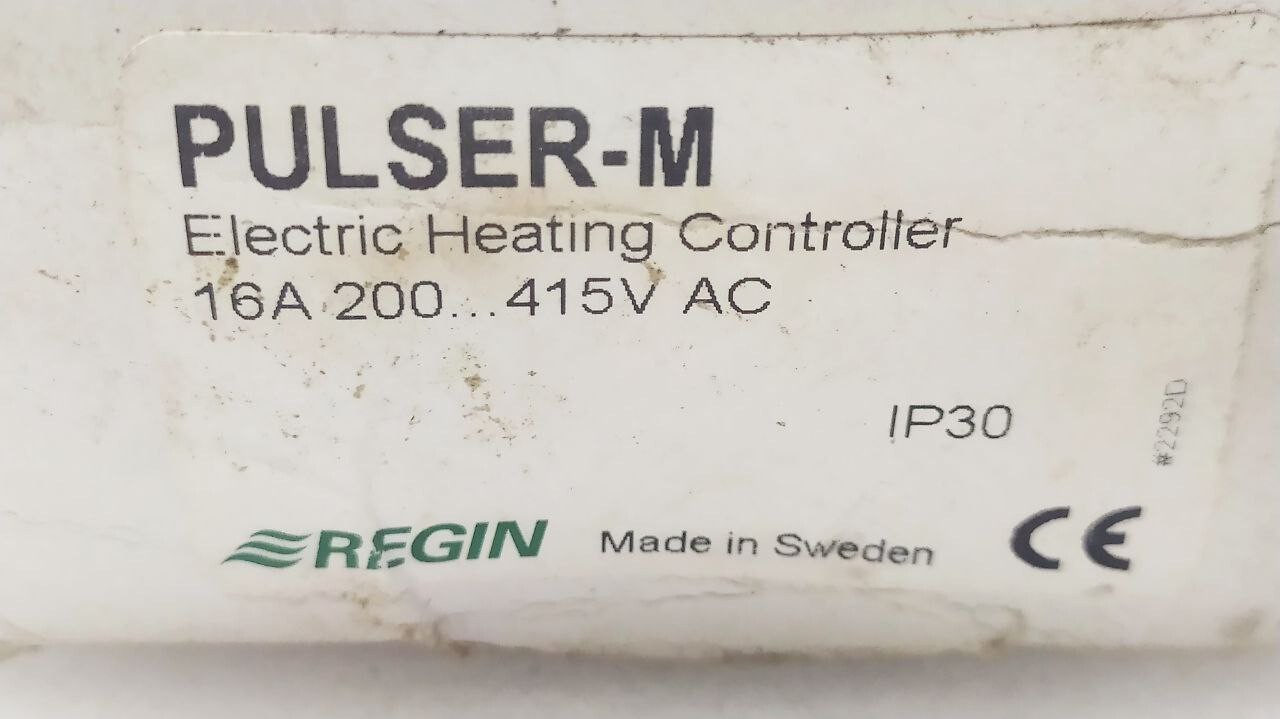 PULSER-M
Electric Heating Controller
16A 200...415V AC
IP30
#2292D
REGIN
Made in Sweden
CE